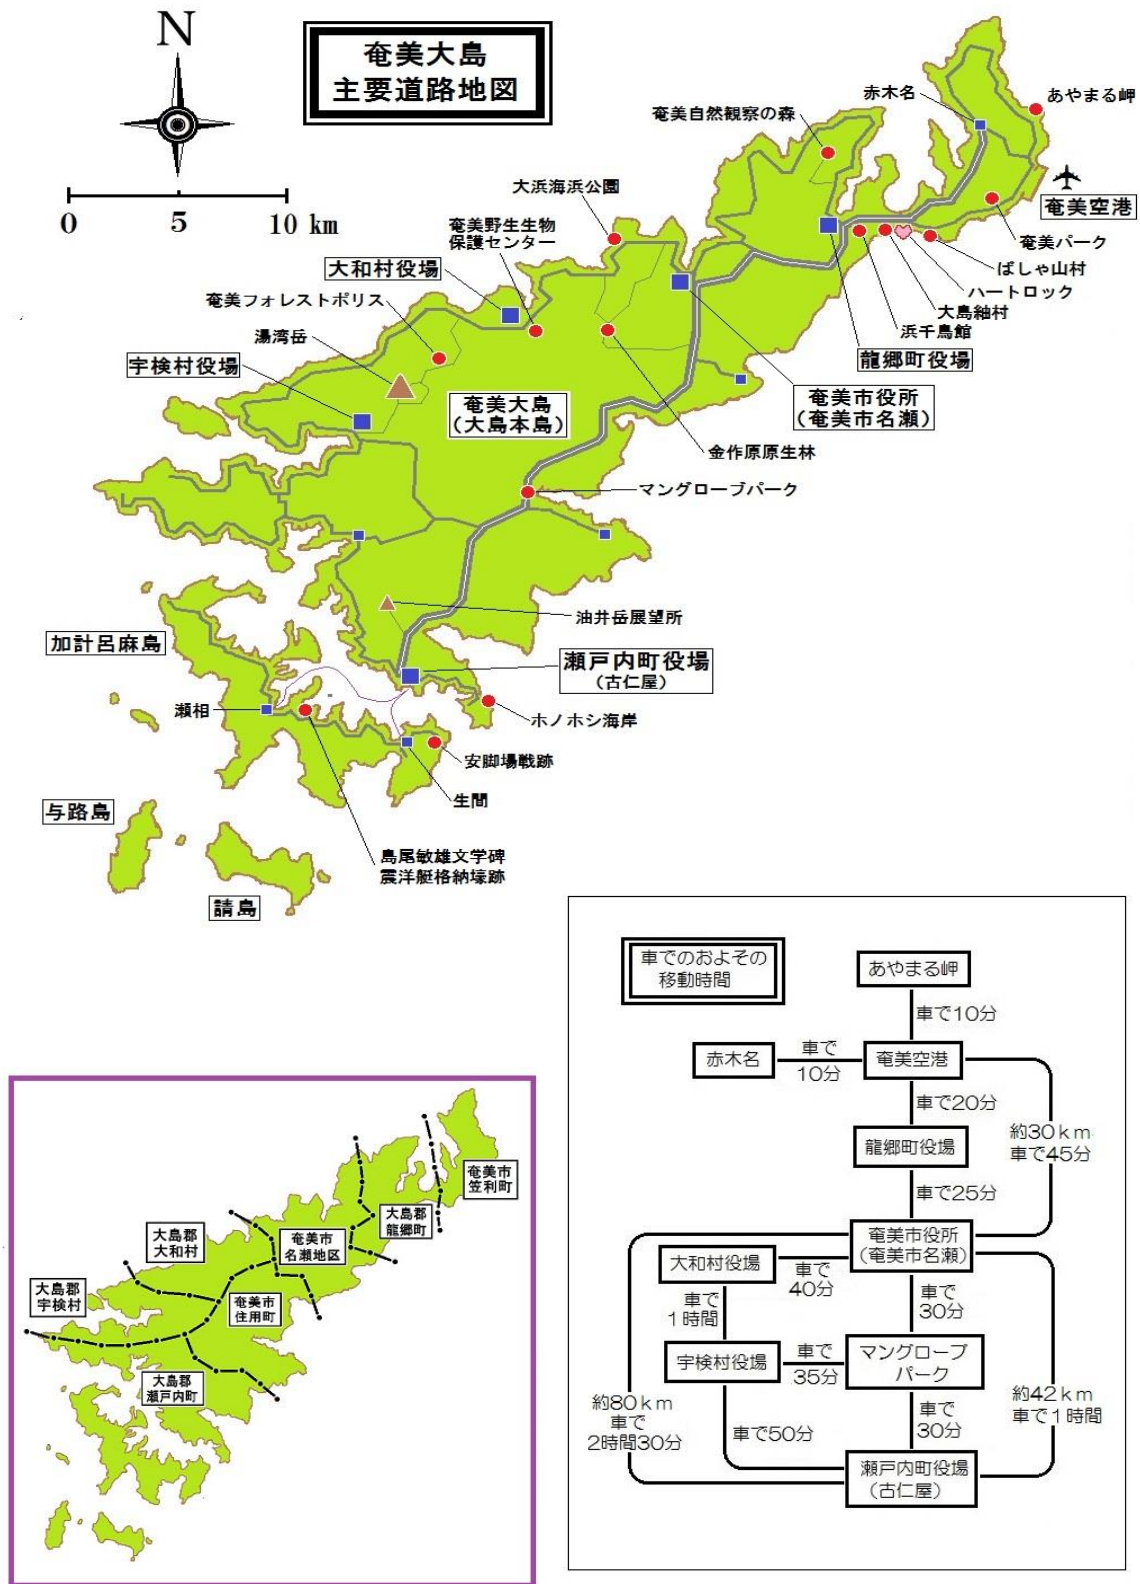 N
奄美大島
主要道路地図
0 5 10 km
赤木名
あやまる岬
奄美自然観察の森
奄美空港
大浜海浜公園
奄美野生生物
保護センター
奄美パーク
大和村役場
ばしゃ山村
奄美フォレストポリス
ハートロック
湯湾岳
大島紬村
浜千鳥館
宇検村役場
龍郷町役場
奄美大島
(大島本島)
奄美市役所
(奄美市名瀬)
金作原原生林
マングローブパーク
油井岳展望所
加計呂麻島
瀬戸内町役場
(古仁屋)
瀬相
ホノホシ海岸
安脚場戦跡
生間
与路島
島尾敏雄文学碑
震洋艇格納壕跡
請島
車でのおよその
移動時間
あやまる岬
車で10分
赤木名
車で
10分
奄美空港
車で20分
約30km
車で45分
龍郷町役場
車で25分
奄美市役所
(奄美市名瀬)
大和村役場
車で
40分
車で
30分
車で
1時間
宇検村役場
車で
35分
マングローブ
パーク
約80km
車で
2時間30分
約42km
車で1時間
車で50分
車で
30分
瀬戸内町役場
(古仁屋)
奄美市
笠利町
大島郡
龍郷町
大島郡
大和村
奄美市
名瀬地区
大島郡
宇検村
奄美市
住用町
大島郡
瀬戸内町